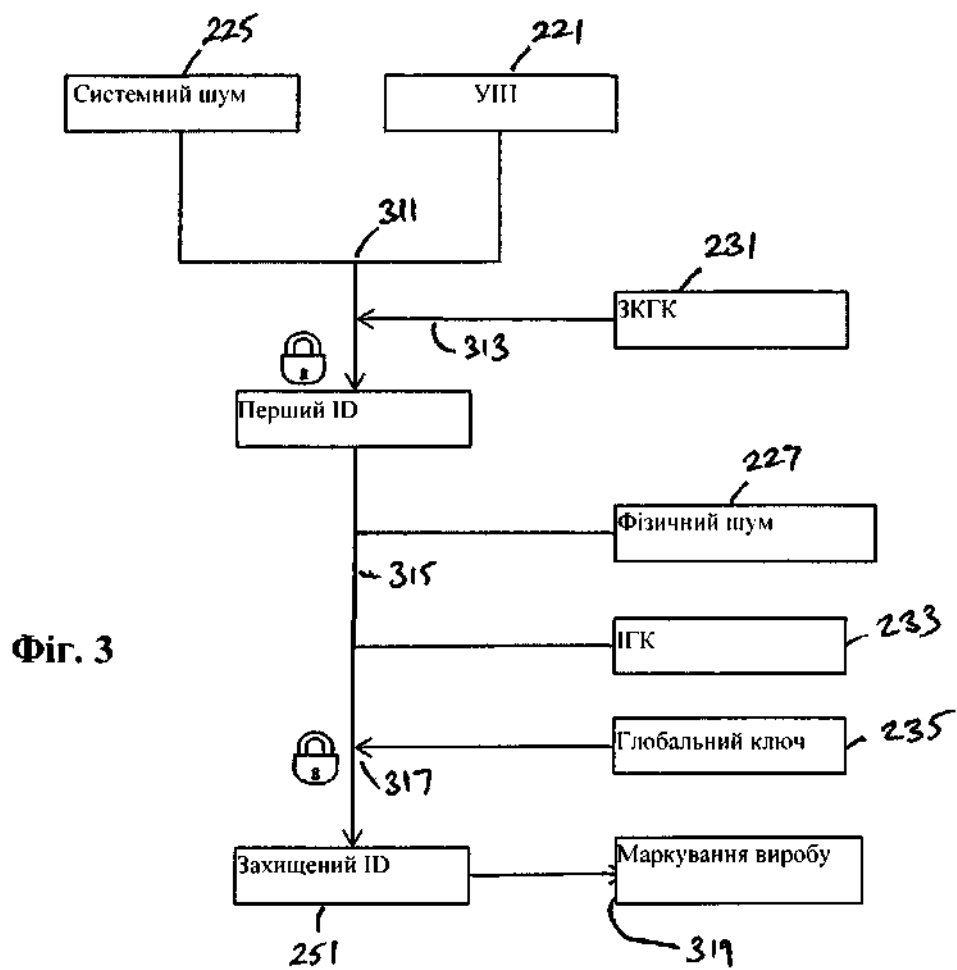 225
221
Системний шум
УІП
311
231
ЗКГК
313
Перший ID
227
Фізичний шум
315
Фіг. 3
ІГК
233
Глобальний ключ
235
317
Захищений ID
Маркування виробу
251
319